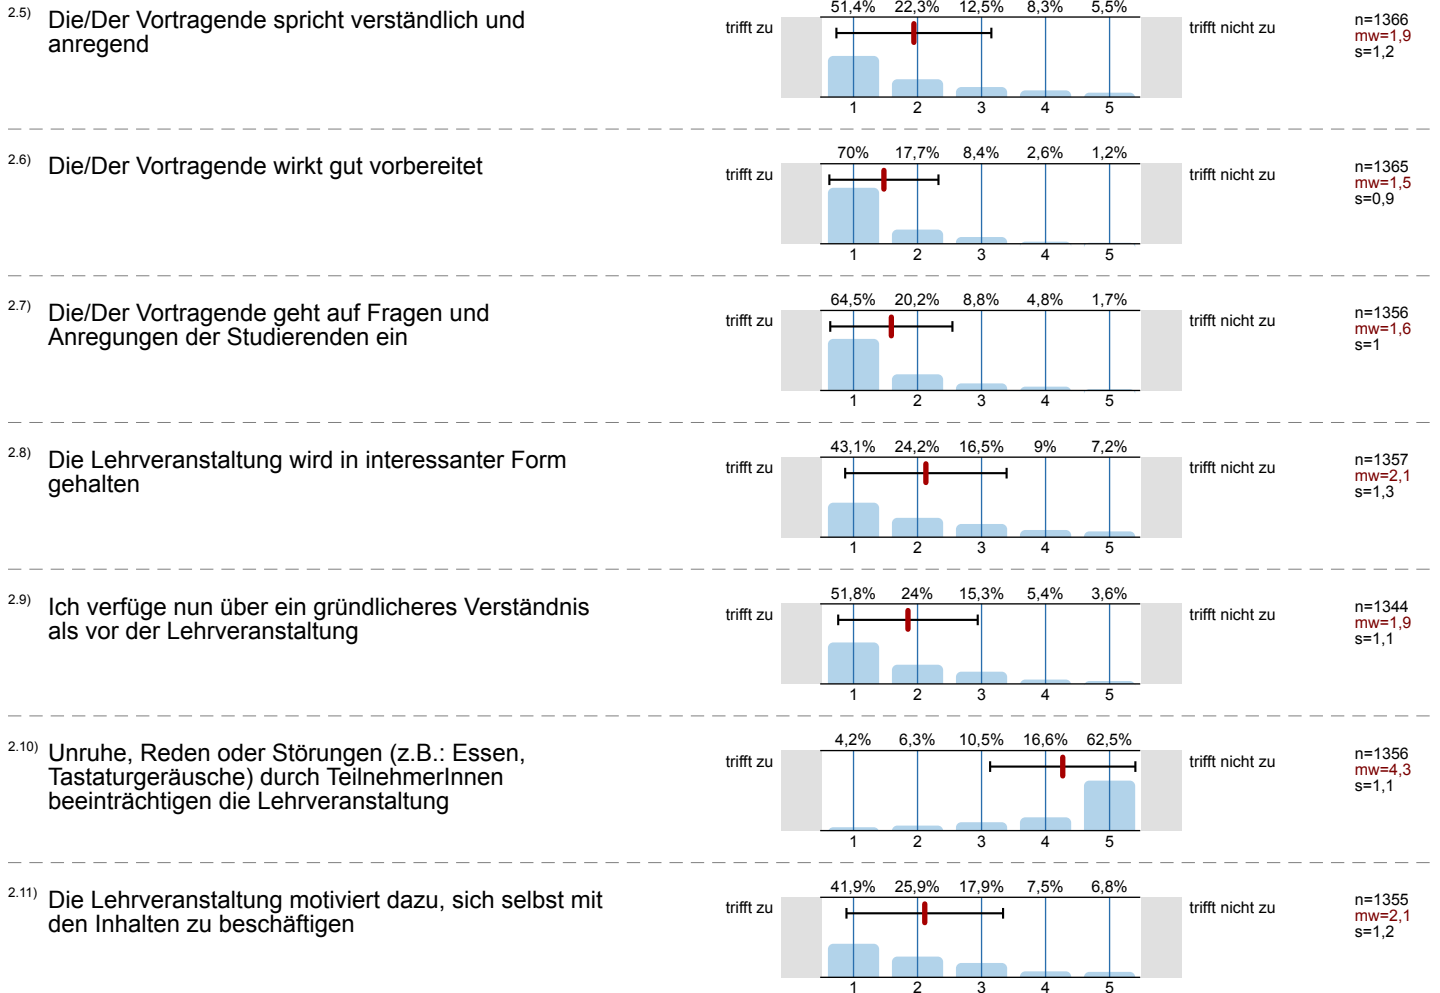 2.5) Die/Der Vortragende spricht verständlich und
anregend
trifft zu
51,4% 22,3% 12,5% 8,3% 5,5%
1 2 3 4 5
trifft nicht zu
n=1366
mw=1,9
s=1,2
2.6) Die/Der Vortragende wirkt gut vorbereitet
trifft zu
70% 17,7% 8,4% 2,6% 1,2%
1 2 3 4 5
trifft nicht zu
n=1365
mw=1,5
s=0,9
2.7) Die/Der Vortragende geht auf Fragen und
Anregungen der Studierenden ein
trifft zu
64,5% 20,2% 8,8% 4,8% 1,7%
1 2 3 4 5
trifft nicht zu
n=1356
mw=1,6
s=1
2.8) Die Lehrveranstaltung wird in interessanter Form
gehalten
trifft zu
43,1% 24,2% 16,5% 9% 7,2%
1 2 3 4 5
trifft nicht zu
n=1357
mw=2,1
s=1,3
2.9) Ich verfüge nun über ein gründlicheres Verständnis
als vor der Lehrveranstaltung
trifft zu
51,8% 24% 15,3% 5,4% 3,6%
1 2 3 4 5
trifft nicht zu
n=1344
mw=1,9
s=1,1
2.10) Unruhe, Reden oder Störungen (z.B.: Essen,
Tastaturgeräusche) durch TeilnehmerInnen
beeinträchtigen die Lehrveranstaltung
trifft zu
4,2% 6,3% 10,5% 16,6% 62,5%
1 2 3 4 5
trifft nicht zu
n=1356
mw=4,3
s=1,1
2.11) Die Lehrveranstaltung motiviert dazu, sich selbst mit
den Inhalten zu beschäftigen
trifft zu
41,9% 25,9% 17,9% 7,5% 6,8%
1 2 3 4 5
trifft nicht zu
n=1355
mw=2,1
s=1,2